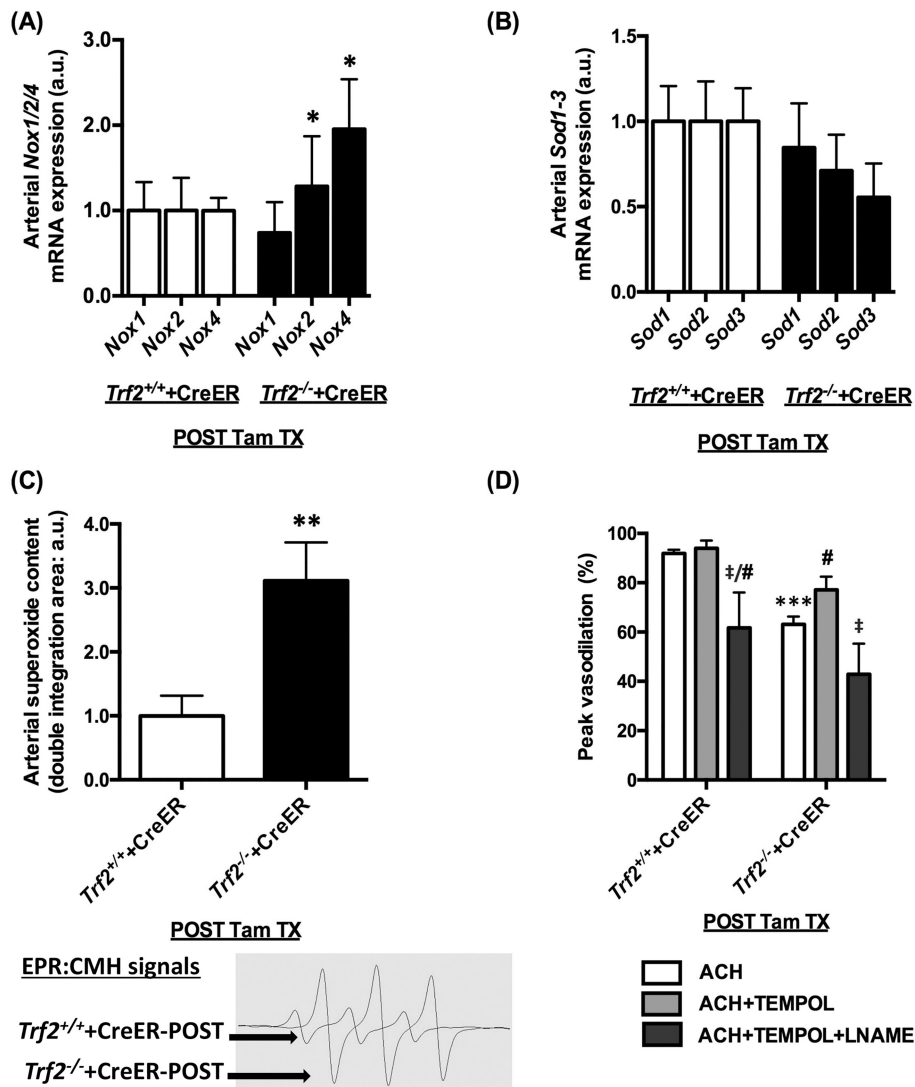 (A)
Arterial Nox1/2/4
mRNA expression (a.u.)
3.0
2.0
1.0
0.0
*
*
Nox1
Nox2
Nox4
Nox1
Nox2
Nox4
Trf2+/++CreER
Trf2-/-+CreER
POST Tam TX
(B)
Arterial Sod1-3
mRNA expression (a.u.)
1.5
1.0
0.5
0.0
Sod1
Sod2
Sod3
Sod1
Sod2
Sod3
Trf2+/++CreER
Trf2-/-+CreER
POST Tam TX
(C)
Arterial superoxide content
(double integration area: a.u.)
4.0
3.0
2.0
1.0
0.0
**
Trf2+/++CreER
Trf2-/-+CreER
POST Tam TX
EPR:CMH signals
Trf2+/++CreER-POST
Trf2-/-+CreER-POST
(D)
Peak vasodilation (%)
100
80
60
40
20
0
‡/#
***
#
‡
Trf2+/++CreER
Trf2-/-+CreER
POST Tam TX
ACH
ACH+TEMPOL
ACH+TEMPOL+LNAME